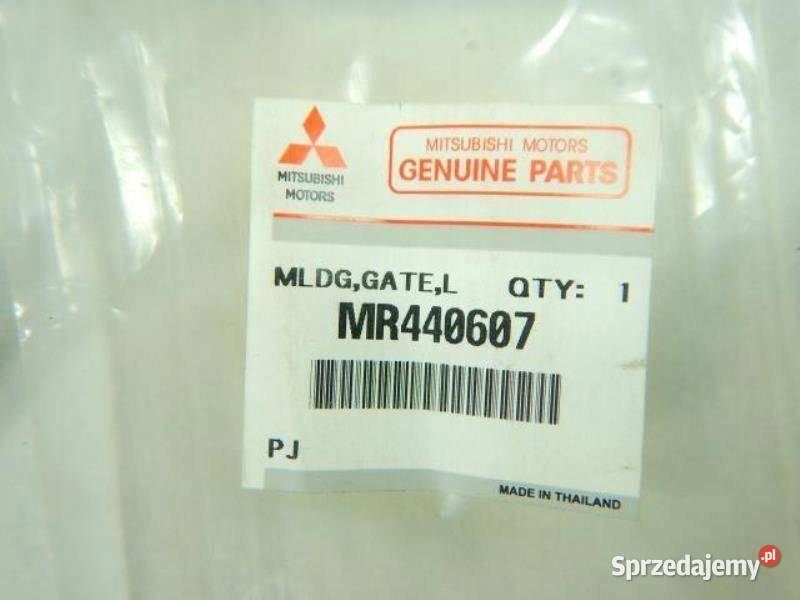 MITSUBISHI
MOTORS
MITSUBISHI MOTORS
GENUINE PARTS
MLDG,GATE,L QTY: 1
MR440607
PJ
MADE IN THAILAND
Sprzedajemy.pl